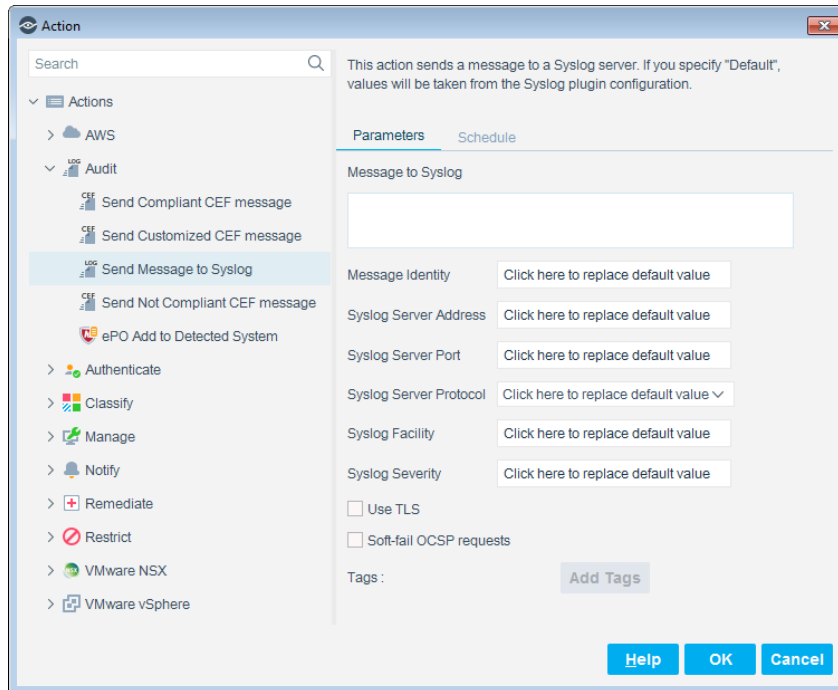 Action
Search
Actions
AWS
LOG
Audit
CEF
Send Compliant CEF message
CEF
Send Customized CEF message
LOG
Send Message to Syslog
CEF
Send Not Compliant CEF message
ePO Add to Detected System
Authenticate
Classify
Manage
Notify
Remediate
Restrict
NSX
VMware NSX
VMware vSphere
This action sends a message to a Syslog server. If you specify "Default",
values will be taken from the Syslog plugin configuration.
Parameters Schedule
Message to Syslog
Message Identity Click here to replace default value
Syslog Server Address Click here to replace default value
Syslog Server Port Click here to replace default value
Syslog Server Protocol Click here to replace default value
Syslog Facility Click here to replace default value
Syslog Severity Click here to replace default value
Use TLS
Soft-fail OCSP requests
Tags : Add Tags
Help OK Cancel